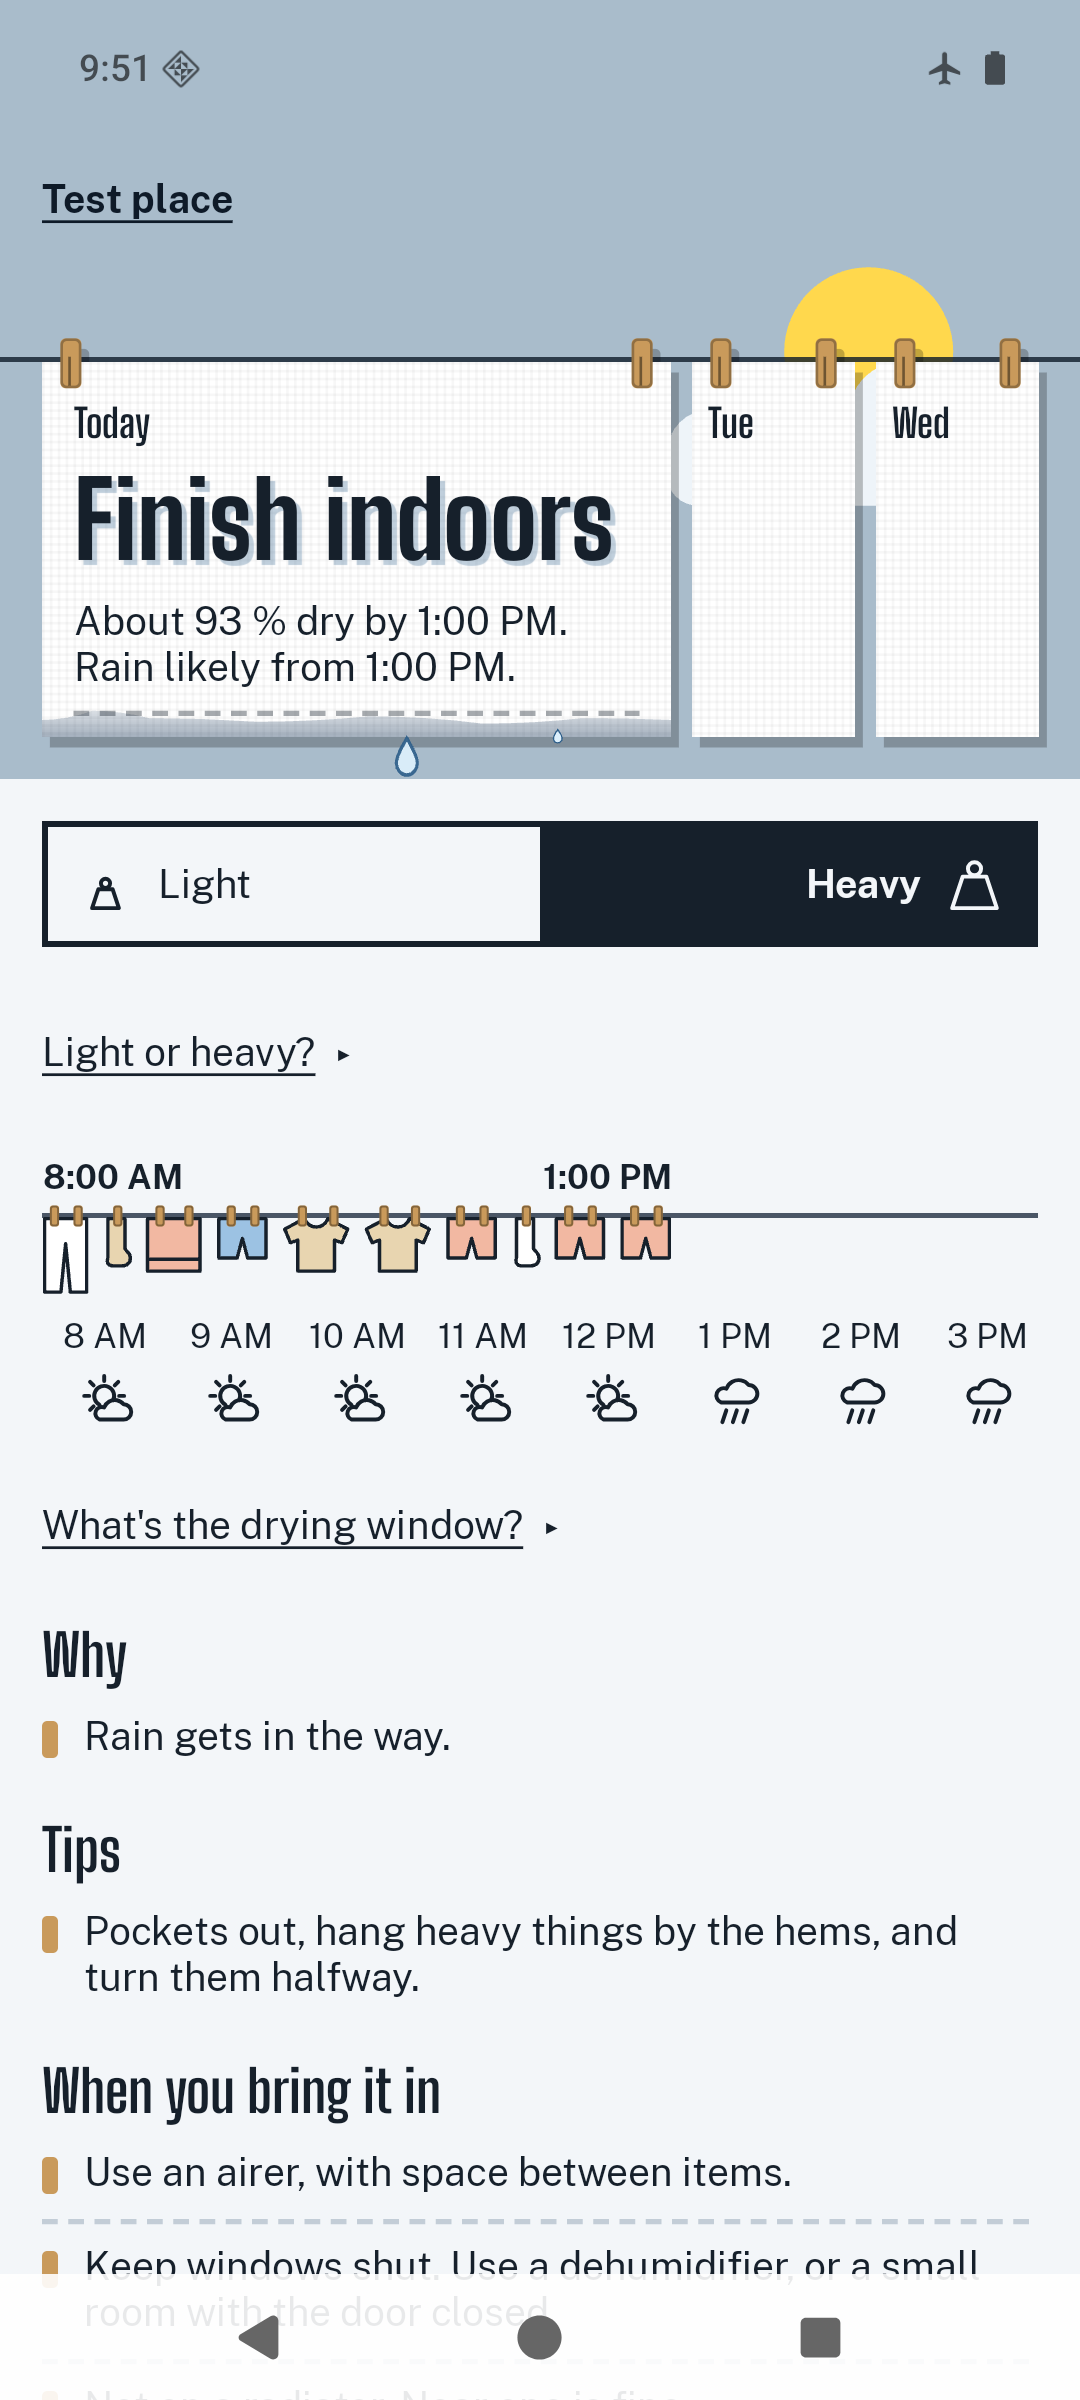 9:51
Test place
Today
Tue
Wed
Finish indoors
About 93 % dry by 1:00 PM.
Rain likely from 1:00 PM.
Light
Heavy
Light or heavy? ▸
8:00 AM
1:00 PM
8 AM 9 AM 10 AM 11 AM 12 PM 1 PM 2 PM 3 PM
What's the drying window? ▸
Why
Rain gets in the way.
Tips
Pockets out, hang heavy things by the hems, and
turn them halfway.
When you bring it in
Use an airer, with space between items.
Keep windows shut. Use a dehumidifier, or a small
room with the door closed